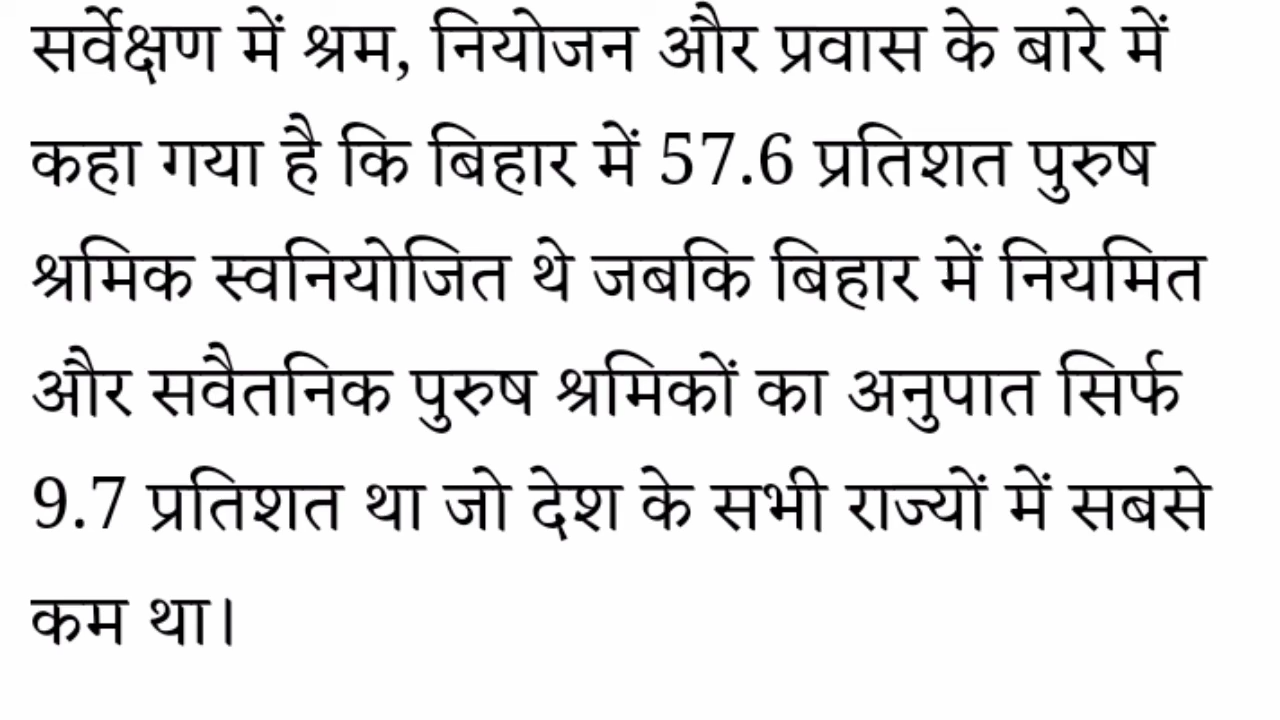 सर्वेक्षण में श्रम, नियोजन और प्रवास के बारे में
कहा गया है कि बिहार में 57.6 प्रतिशत पुरुष
श्रमिक स्वनियोजित थे जबकि बिहार में नियमित
और सवैतनिक पुरुष श्रमिकों का अनुपात सिर्फ
9.7 प्रतिशत था जो देश के सभी राज्यों में सबसे
कम था।